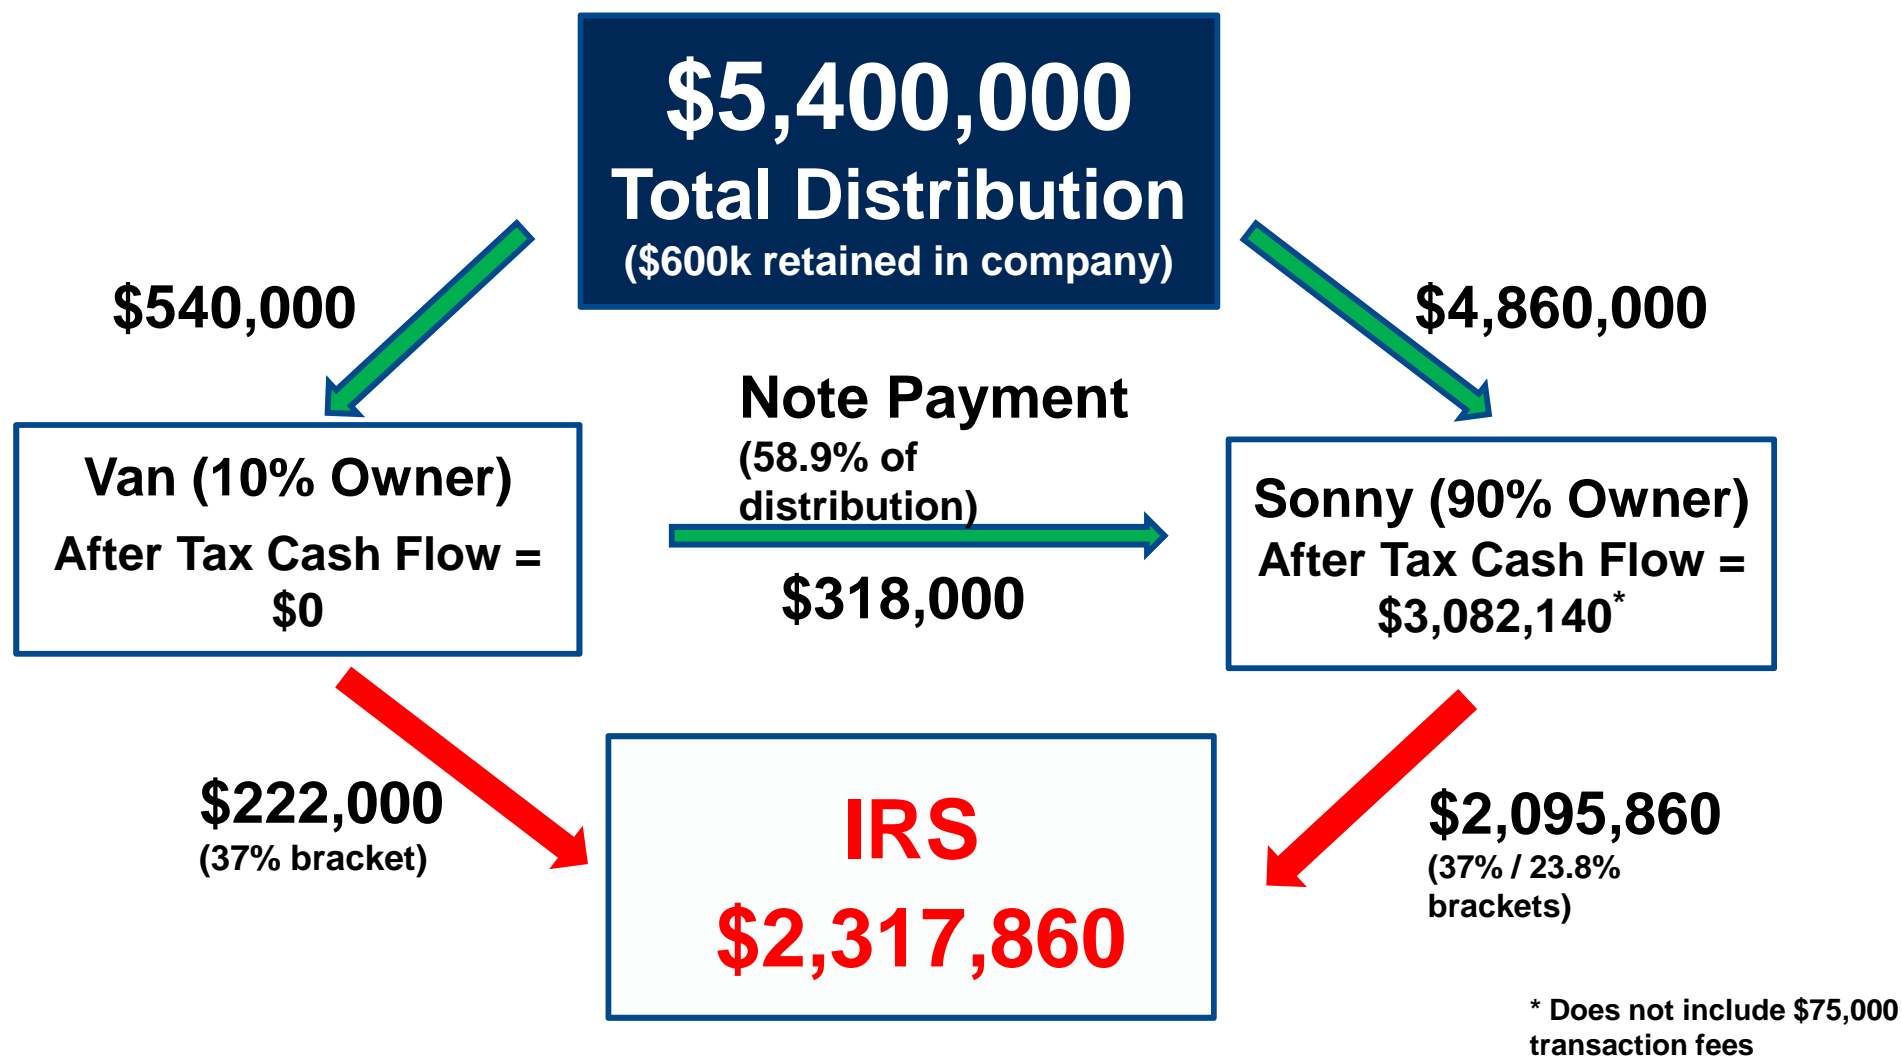 $5,400,000
Total Distribution
($600k retained in company)
$540,000
$4,860,000
Note Payment
(58.9% of
distribution)
$318,000
Van (10% Owner)
After Tax Cash Flow =
$0
Sonny (90% Owner)
After Tax Cash Flow =
$3,082,140*
$222,000
(37% bracket)
IRS
$2,317,860
$2,095,860
(37% / 23.8%
brackets)
* Does not include $75,000
transaction fees